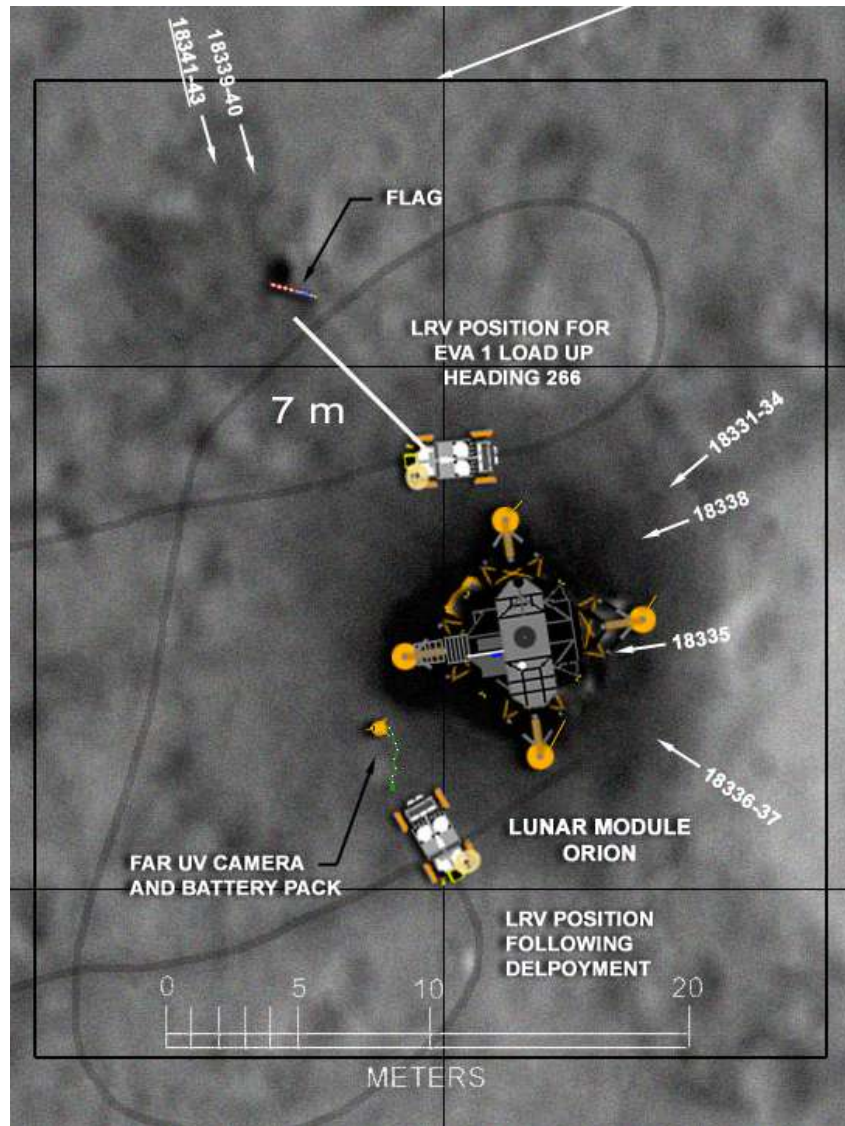 18341-43
18339-40
FLAG
LRV POSITION FOR
EVA 1 LOAD UP
HEADING 266
7 m
18331-34
18338
18335
18336-37
LUNAR MODULE
ORION
FAR UV CAMERA
AND BATTERY PACK
LRV POSITION
FOLLOWING
DELPOYMENT
0 5 10 20
METERS